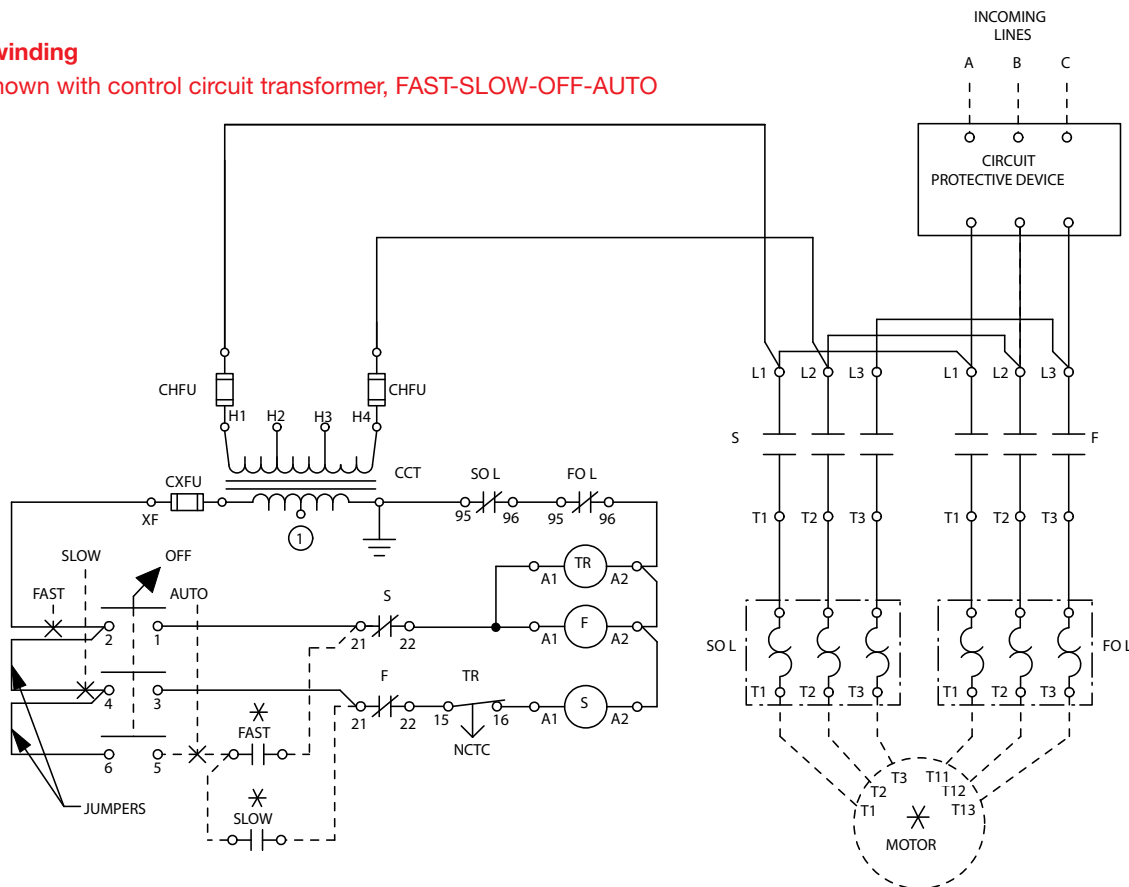 INCOMING
LINES
winding
hown with control circuit transformer, FAST-SLOW-OFF-AUTO
A B C
CIRCUIT
PROTECTIVE DEVICE
CHFU CHFU
H1 H2 H3 H4
L1 L2 L3 L1 L2 L3
S F
CCT
CXFU
XF
1
SO L FO L
95 96 95 96
T1 T2 T3 T1 T2 T3
SLOW OFF
FAST AUTO
TR
A1 A2
S
2 1 21 22
F
A1 A2
F TR
4 3 21 22 15 16
S
A1 A2
NCTC
FAST
6 5
SLOW
JUMPERS
SO L FO L
T1 T2 T3 T1 T2 T3
T3 T11
T2 T12
T1 T13
MOTOR